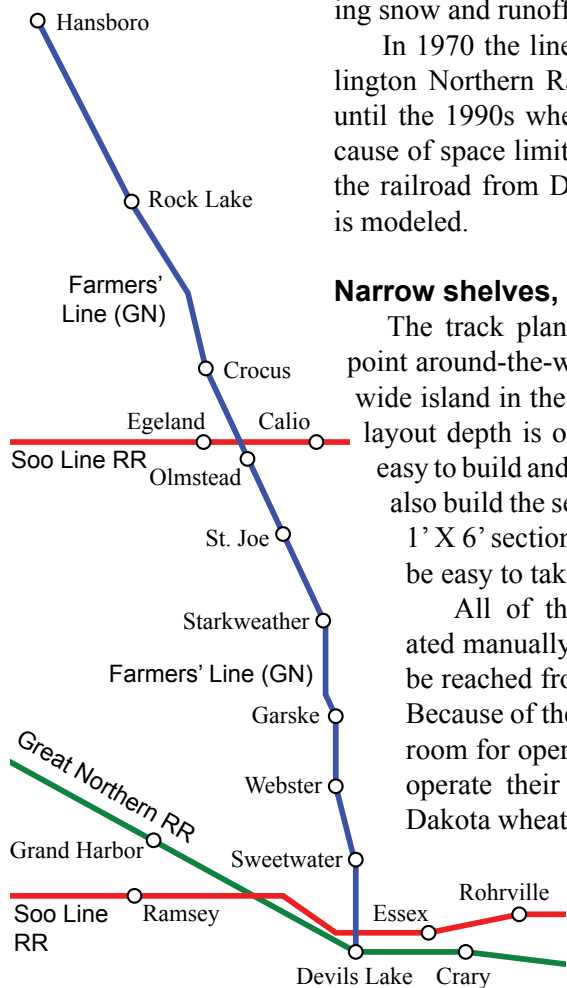 Hansboro
Rock Lake
Farmers'
Line (GN)
Crocus
Egeland
Calio
Soo Line RR
Olmstead
St. Joe
Starkweather
Farmers' Line (GN)
Garske
Webster
Great Northern RR
Grand Harbor
Sweetwater
Soo Line
RR
Ramsey
Essex
Rohrville
Devils Lake
Crary
ing snow and runoff
In 1970 the line
lington Northern Ra
until the 1990s whe
cause of space limit
the railroad from D
is modeled.
Narrow shelves,
The track plan
point around-the-w
wide island in the
layout depth is o
easy to build and
also build the se
1' X 6' section
be easy to taki
All of th
ated manually
be reached fro
Because of the
room for oper
operate their
Dakota wheat